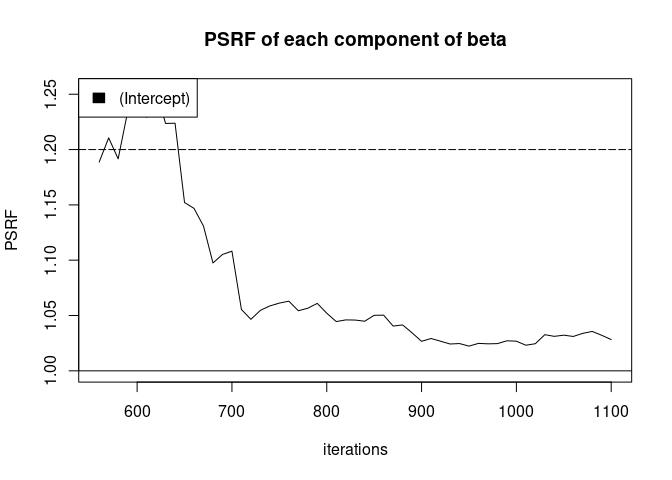 PSRF of each component of beta
(Intercept)
PSRF
1.25
1.20
1.15
1.10
1.05
1.00
600 700 800 900 1000 1100
iterations